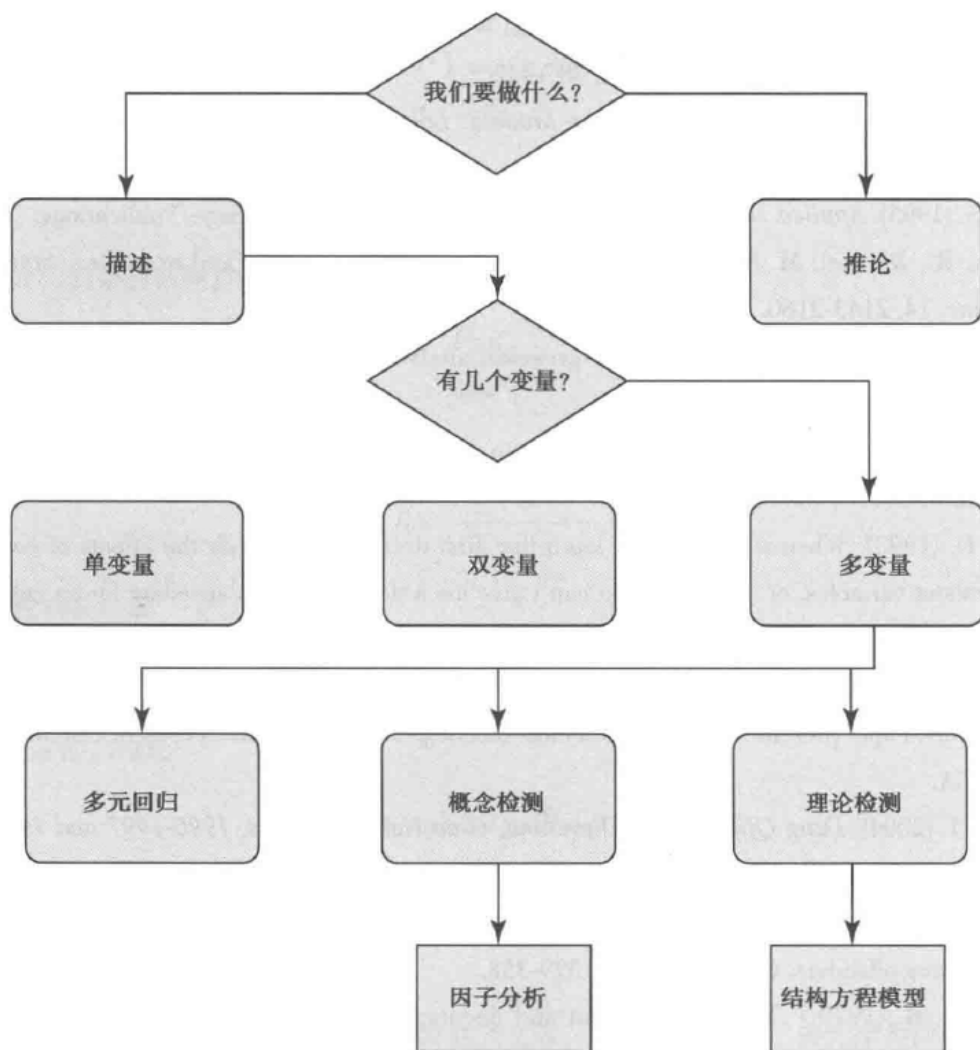 我们要做什么?
描述
推论
有几个变量?
单变量
双变量
多变量
多元回归
概念检测
理论检测
因子分析
结构方程模型